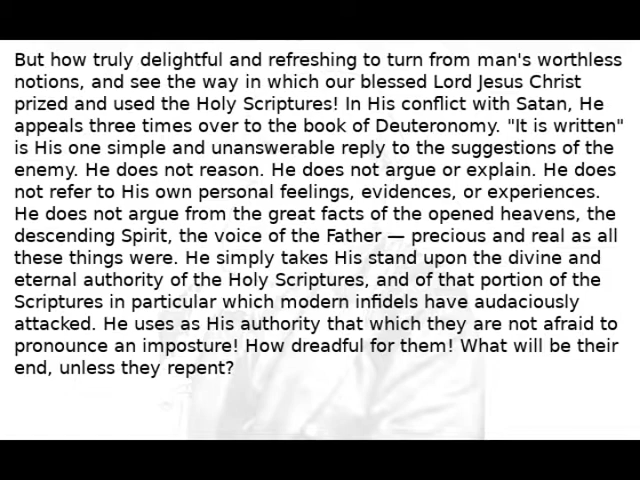 But how truly delightful and refreshing to turn from man's worthless
notions, and see the way in which our blessed Lord Jesus Christ
prized and used the Holy Scriptures! In His conflict with Satan, He
appeals three times over to the book of Deuteronomy. "It is written"
is His one simple and unanswerable reply to the suggestions of the
enemy. He does not reason. He does not argue or explain. He does
not refer to His own personal feelings, evidences, or experiences.
He does not argue from the great facts of the opened heavens, the
descending Spirit, the voice of the Father — precious and real as all
these things were. He simply takes His stand upon the divine and
eternal authority of the Holy Scriptures, and of that portion of the
Scriptures in particular which modern infidels have audaciously
attacked. He uses as His authority that which they are not afraid to
pronounce an imposture! How dreadful for them! What will be their
end, unless they repent?